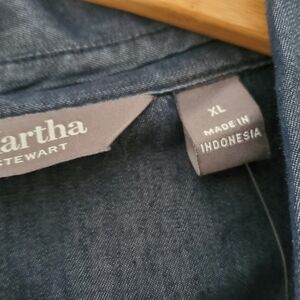 artha
STEWART
XL
MADE IN
INDONESIA